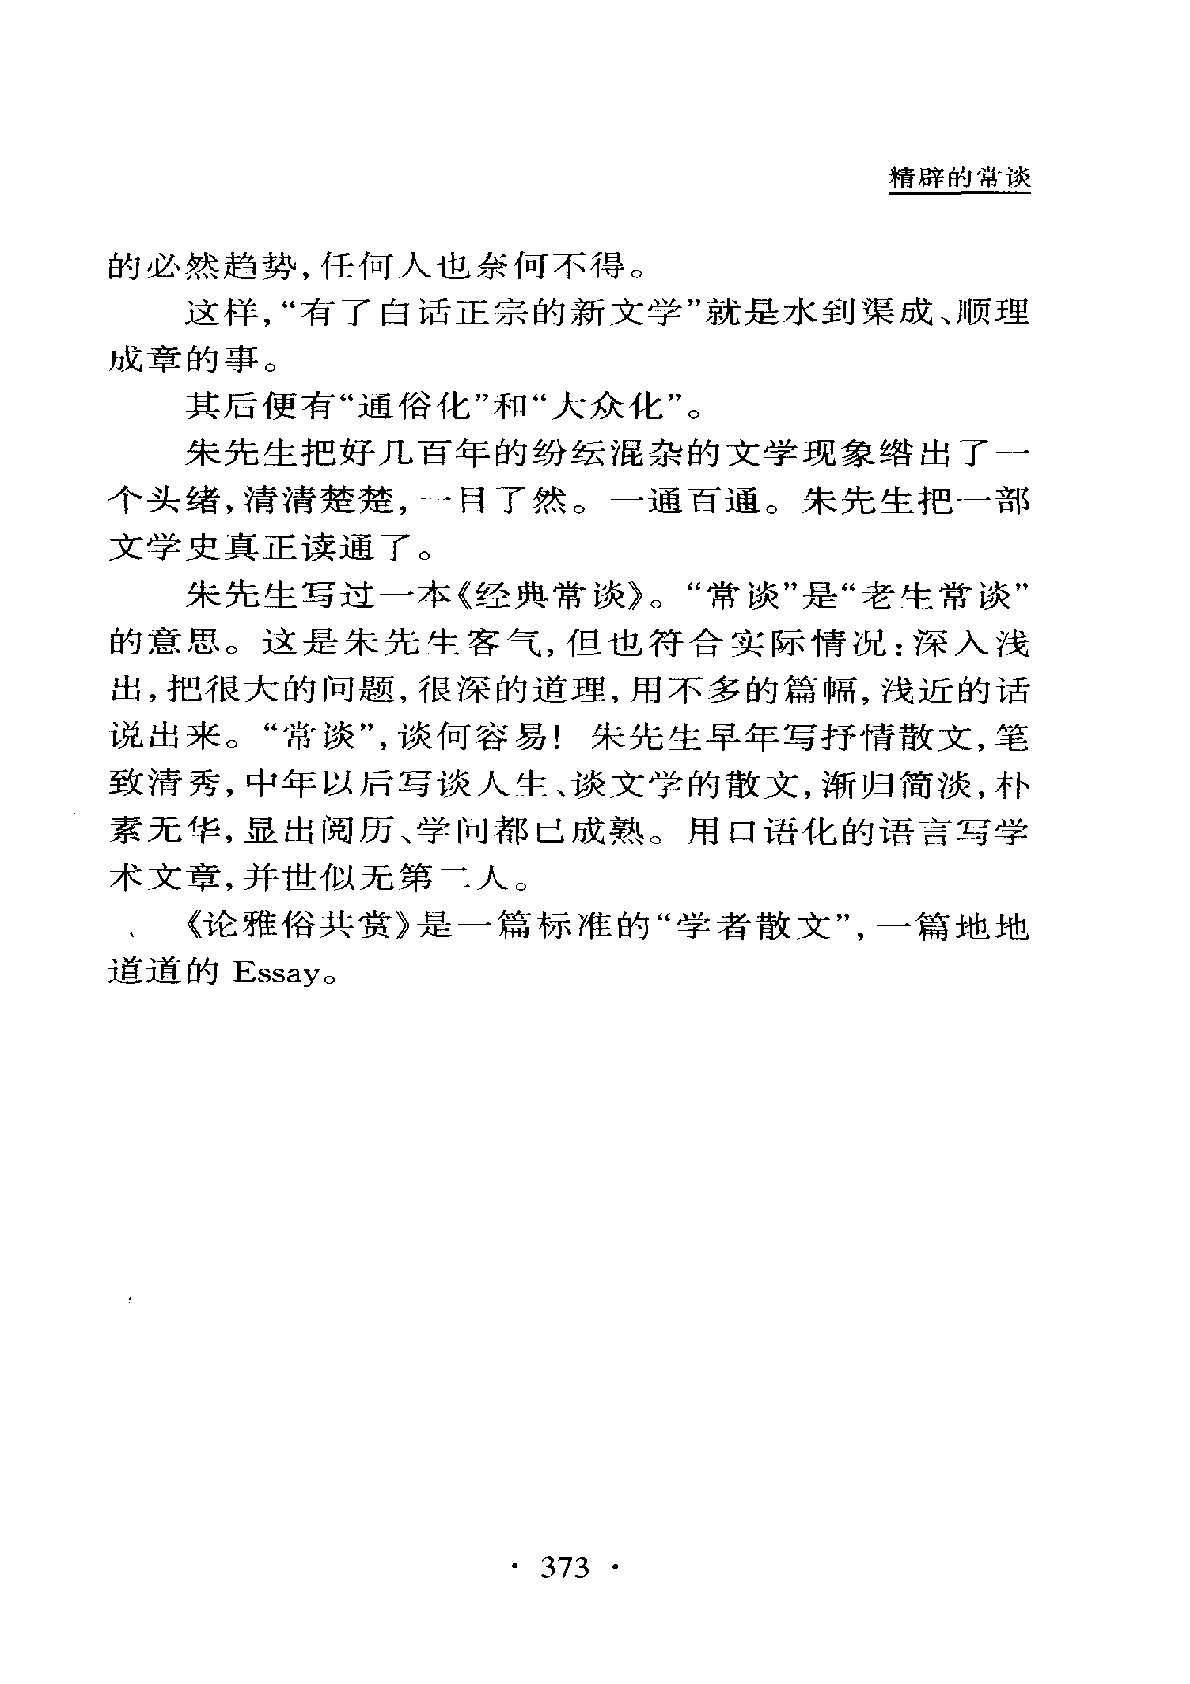 精辟的常谈
的必然趋势,任何人也奈何不得。
这样,“有了白话正宗的新文学”就是水到渠成、顺理
成章的事。
其后便有“通俗化”和“大众化”。
朱先生把好几百年的纷纭混杂的文学现象绺出了一
个头绪,清清楚楚,一目了然。一通百通。朱先生把一部
文学史真正读通了。
朱先生写过一本《经典常谈》。“常谈”是“老生常谈”
的意思。这是朱先生客气,但也符合实际情况:深入浅
出,把很大的问题,很深的道理,用不多的篇幅,浅近的话
说出来。“常谈”,谈何容易!朱先生早年写抒情散文,笔
致清秀,中年以后写谈人生、谈文学的散文,渐归简淡,朴
素无华,显出阅历、学问都已成熟。用口语化的语言写学
术文章,并世似无第二人。
《论雅俗共赏》是一篇标准的“学者散文”,一篇地地
道道的 Essay。
· 373 ·